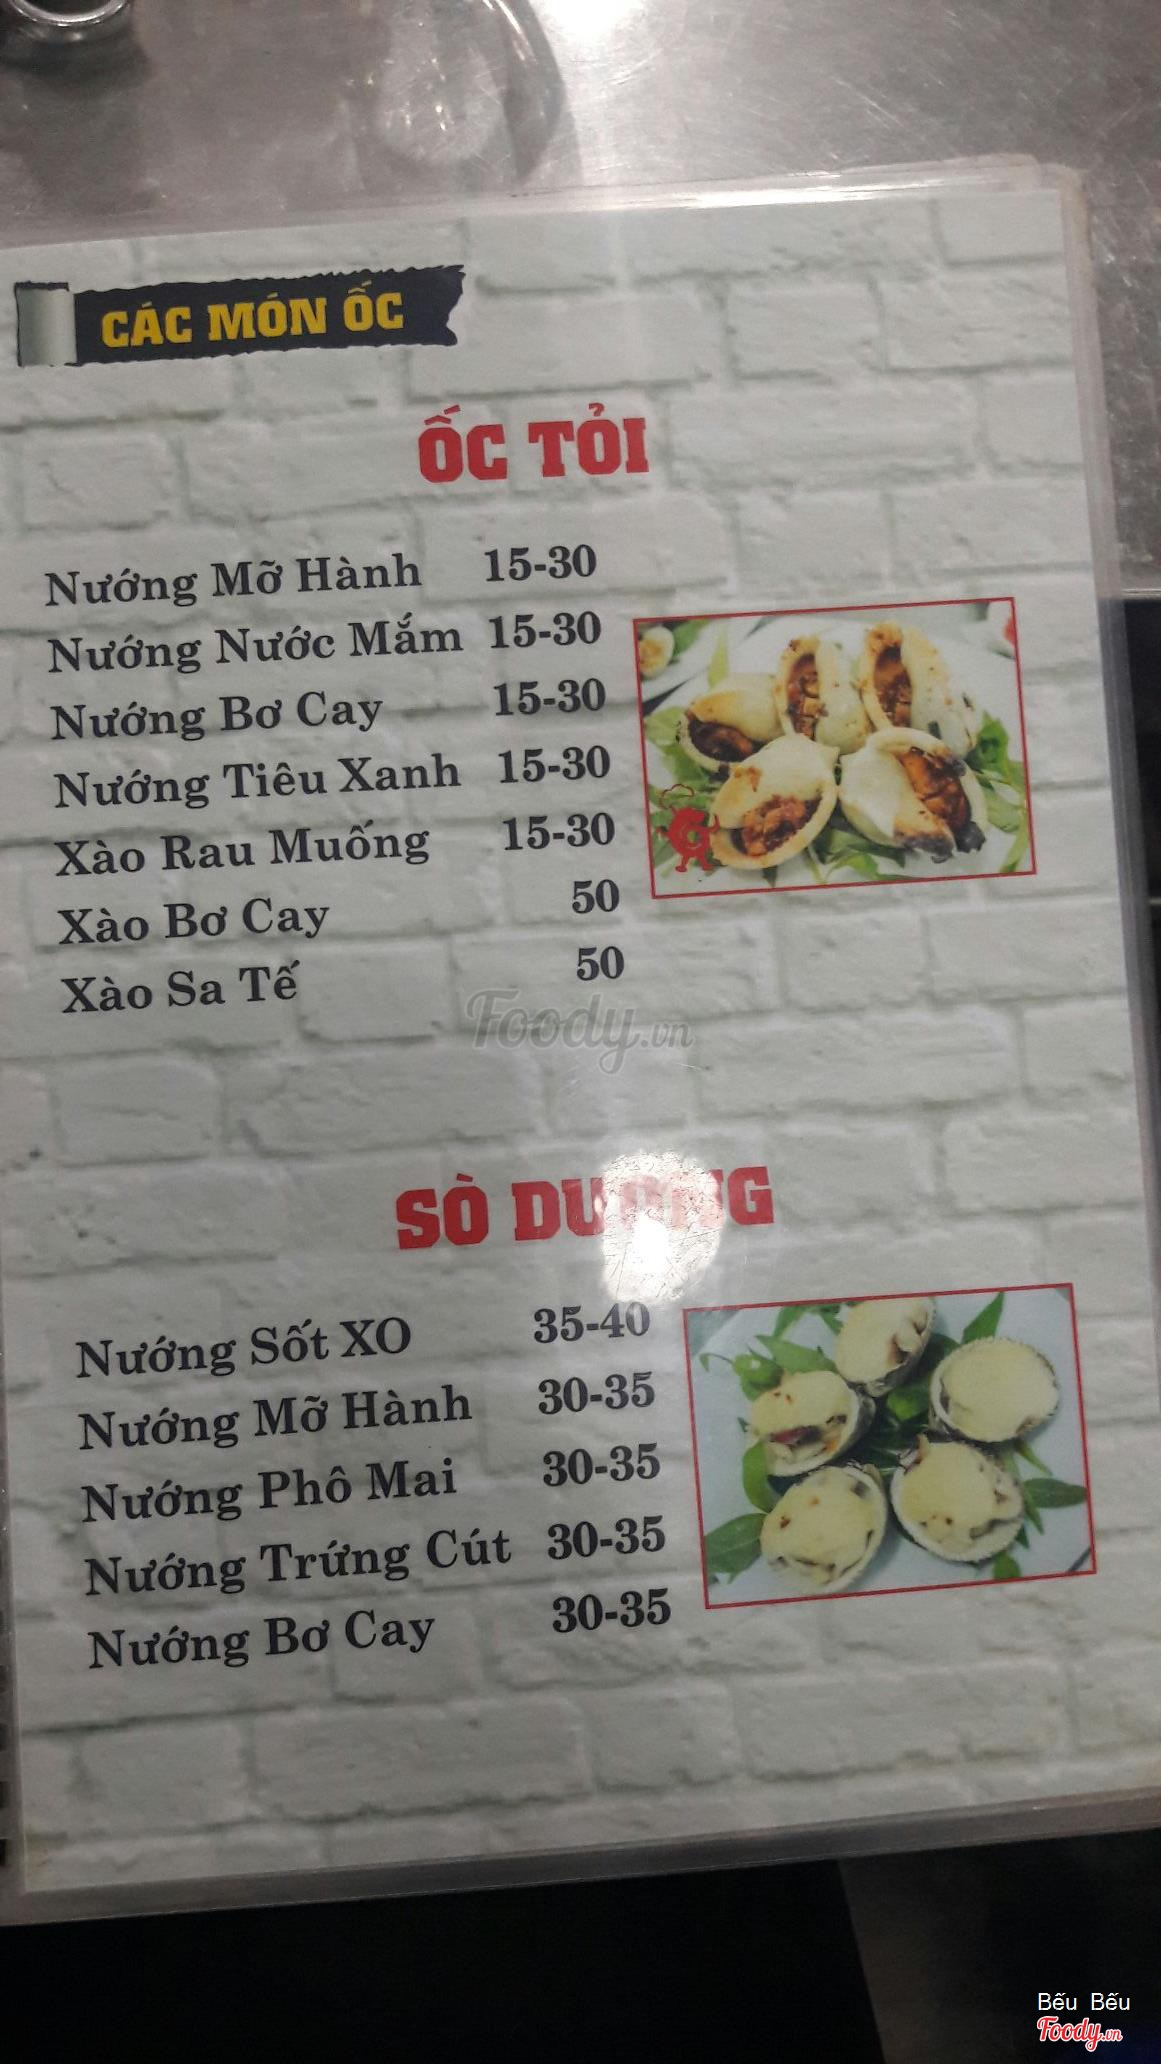 CÁC MÓN ỐC
ỐC TỎI
Nướng Mỡ Hành 15-30
Nướng Nước Mắm 15-30
Nướng Bơ Cay 15-30
Nướng Tiêu Xanh 15-30
Xào Rau Muống 15-30
Xào Bơ Cay 50
Xào Sa Tế 50
Foody.vn
SÒ DƯƠNG
Nướng Sốt XO 35-40
Nướng Mỡ Hành 30-35
Nướng Phô Mai 30-35
Nướng Trứng Cút 30-35
Nướng Bơ Cay 30-35
Bếu Bếu
Foody.vn